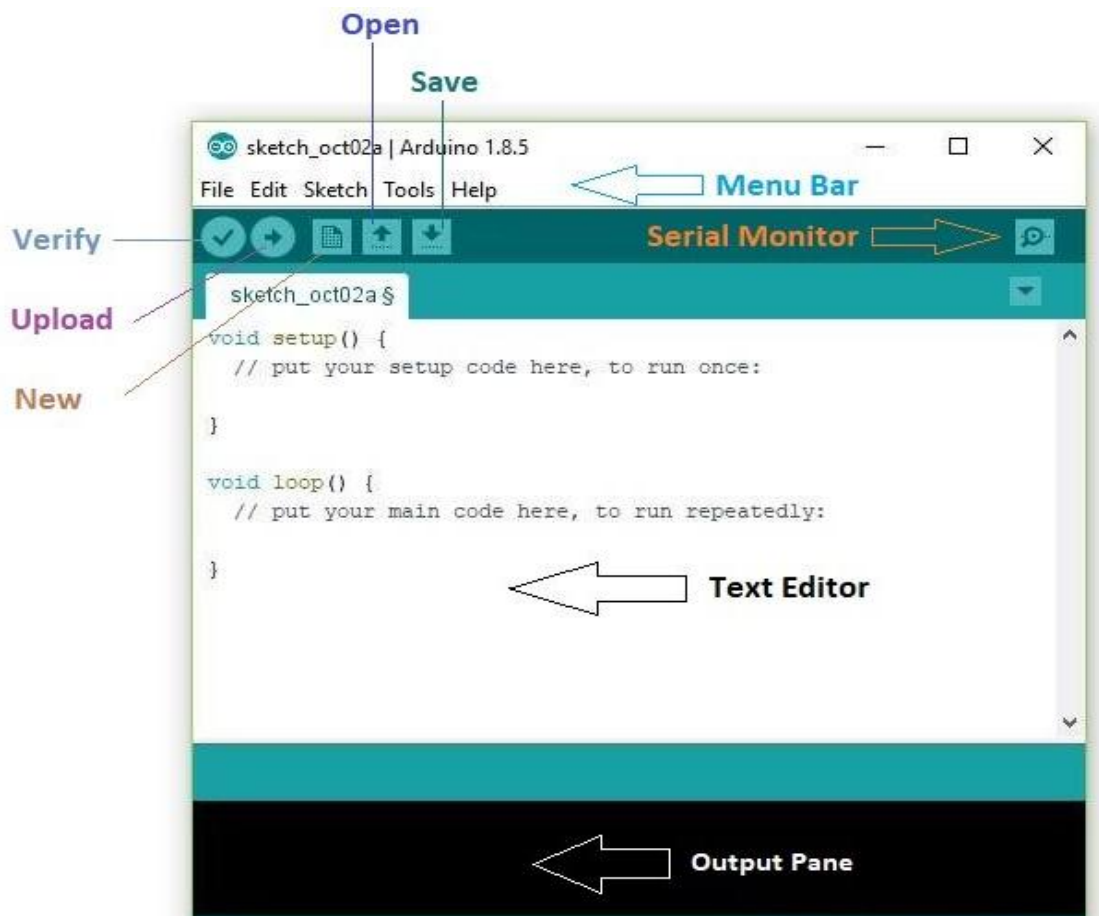 Open
Save
sketch_oct02a | Arduino 1.8.5
File Edit Sketch Tools Help
Menu Bar
Verify
Serial Monitor
sketch_oct02a §
Upload
void setup() {
// put your setup code here, to run once:
New
}
void loop() {
// put your main code here, to run repeatedly:
}
Text Editor
Output Pane